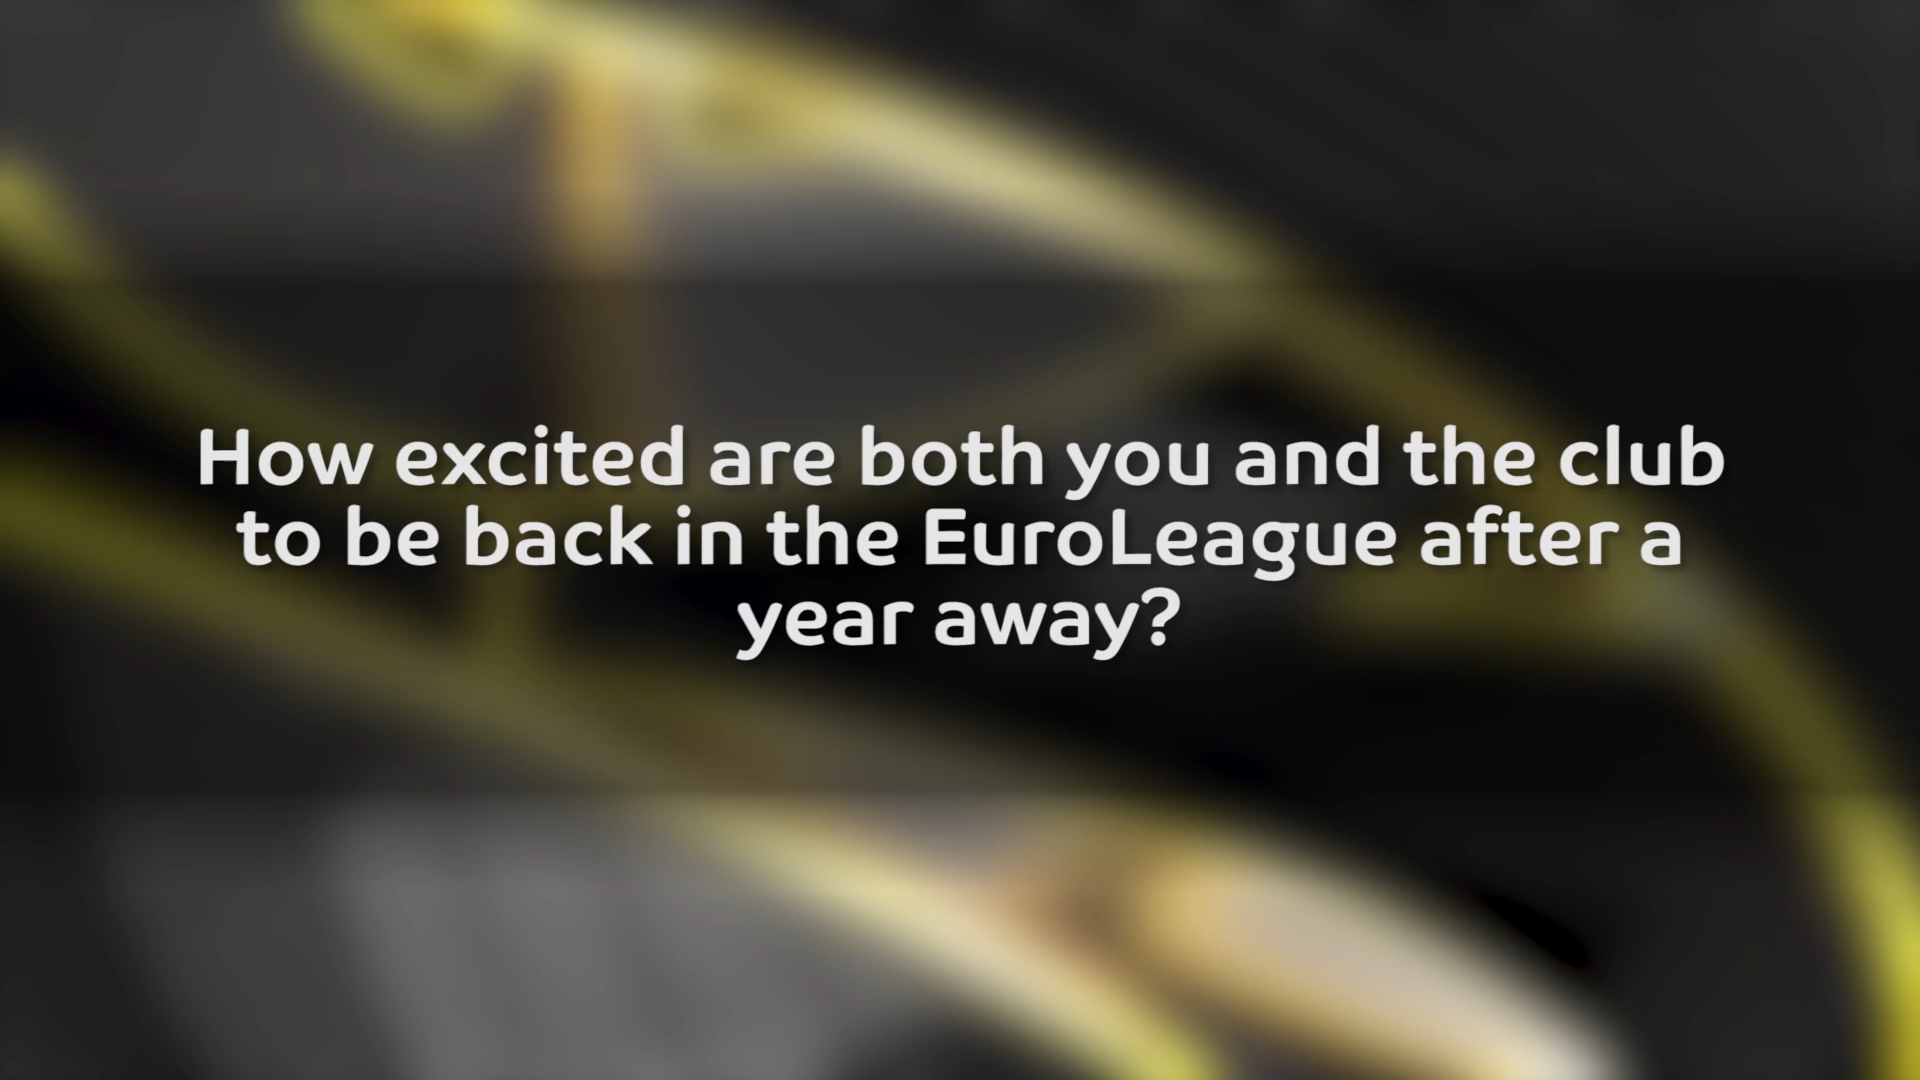 How excited are both you and the club
to be back in the EuroLeague after a
year away?